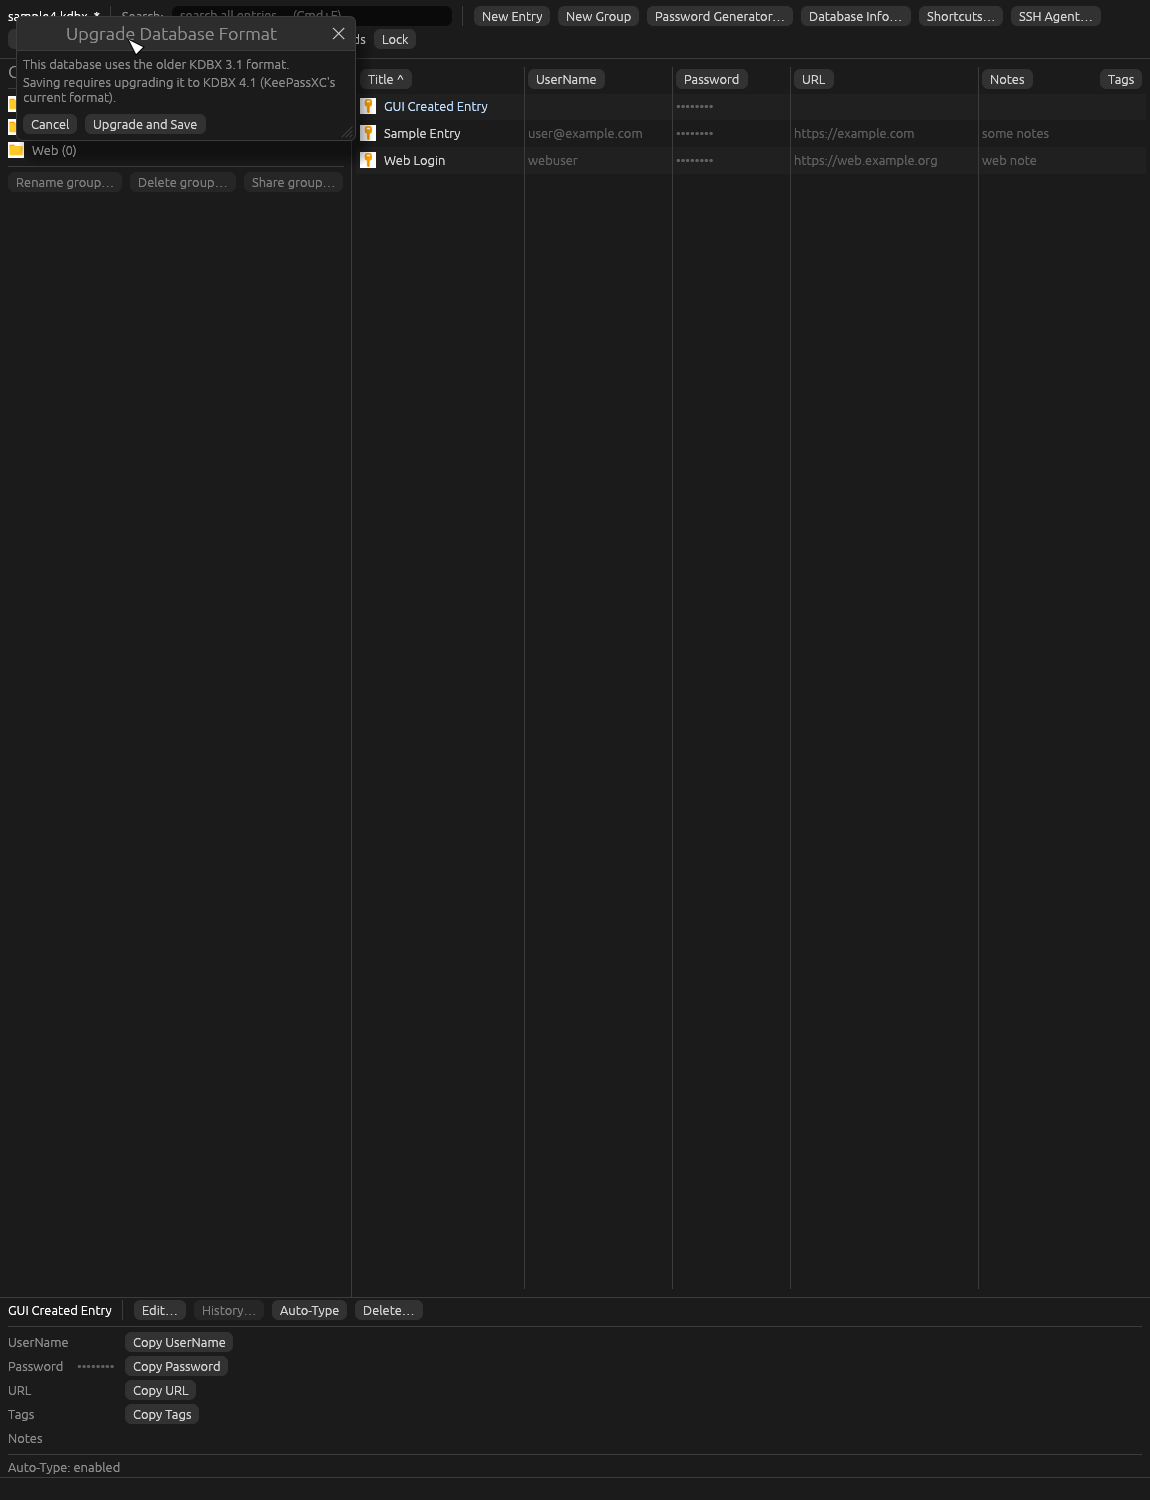 New Entry New Group Password Generator... Database Info... Shortcuts... SSH Agent...
Lock
Upgrade Database Format
This database uses the older KDBX 3.1 format.
Saving requires upgrading it to KDBX 4.1 (KeePassXC's
current format).
Cancel Upgrade and Save
Web (0)
Rename group... Delete group... Share group...
Title ^ UserName Password URL Notes Tags
GUI Created Entry ••••••••
Sample Entry user@example.com •••••••• https://example.com some notes
Web Login webuser •••••••• https://web.example.org web note
GUI Created Entry Edit... History... Auto-Type Delete...
UserName Copy UserName
Password •••••••• Copy Password
URL Copy URL
Tags Copy Tags
Notes
Auto-Type: enabled